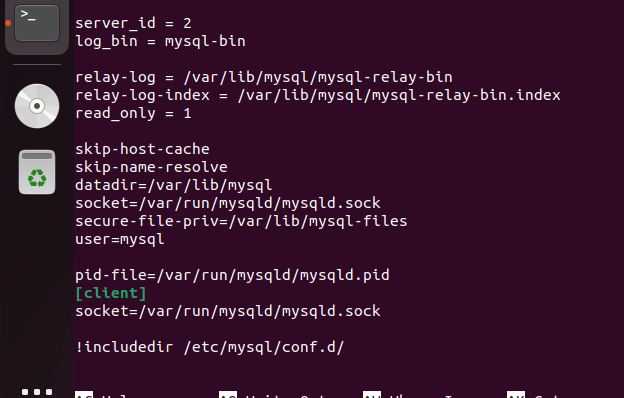 >_
server_id = 2
log_bin = mysql-bin
relay-log = /var/lib/mysql/mysql-relay-bin
relay-log-index = /var/lib/mysql/mysql-relay-bin.index
read_only = 1
skip-host-cache
skip-name-resolve
datadir=/var/lib/mysql
socket=/var/run/mysqld/mysqld.sock
secure-file-priv=/var/lib/mysql-files
user=mysql
pid-file=/var/run/mysqld/mysqld.pid
[client]
socket=/var/run/mysqld/mysqld.sock
!includedir /etc/mysql/conf.d/